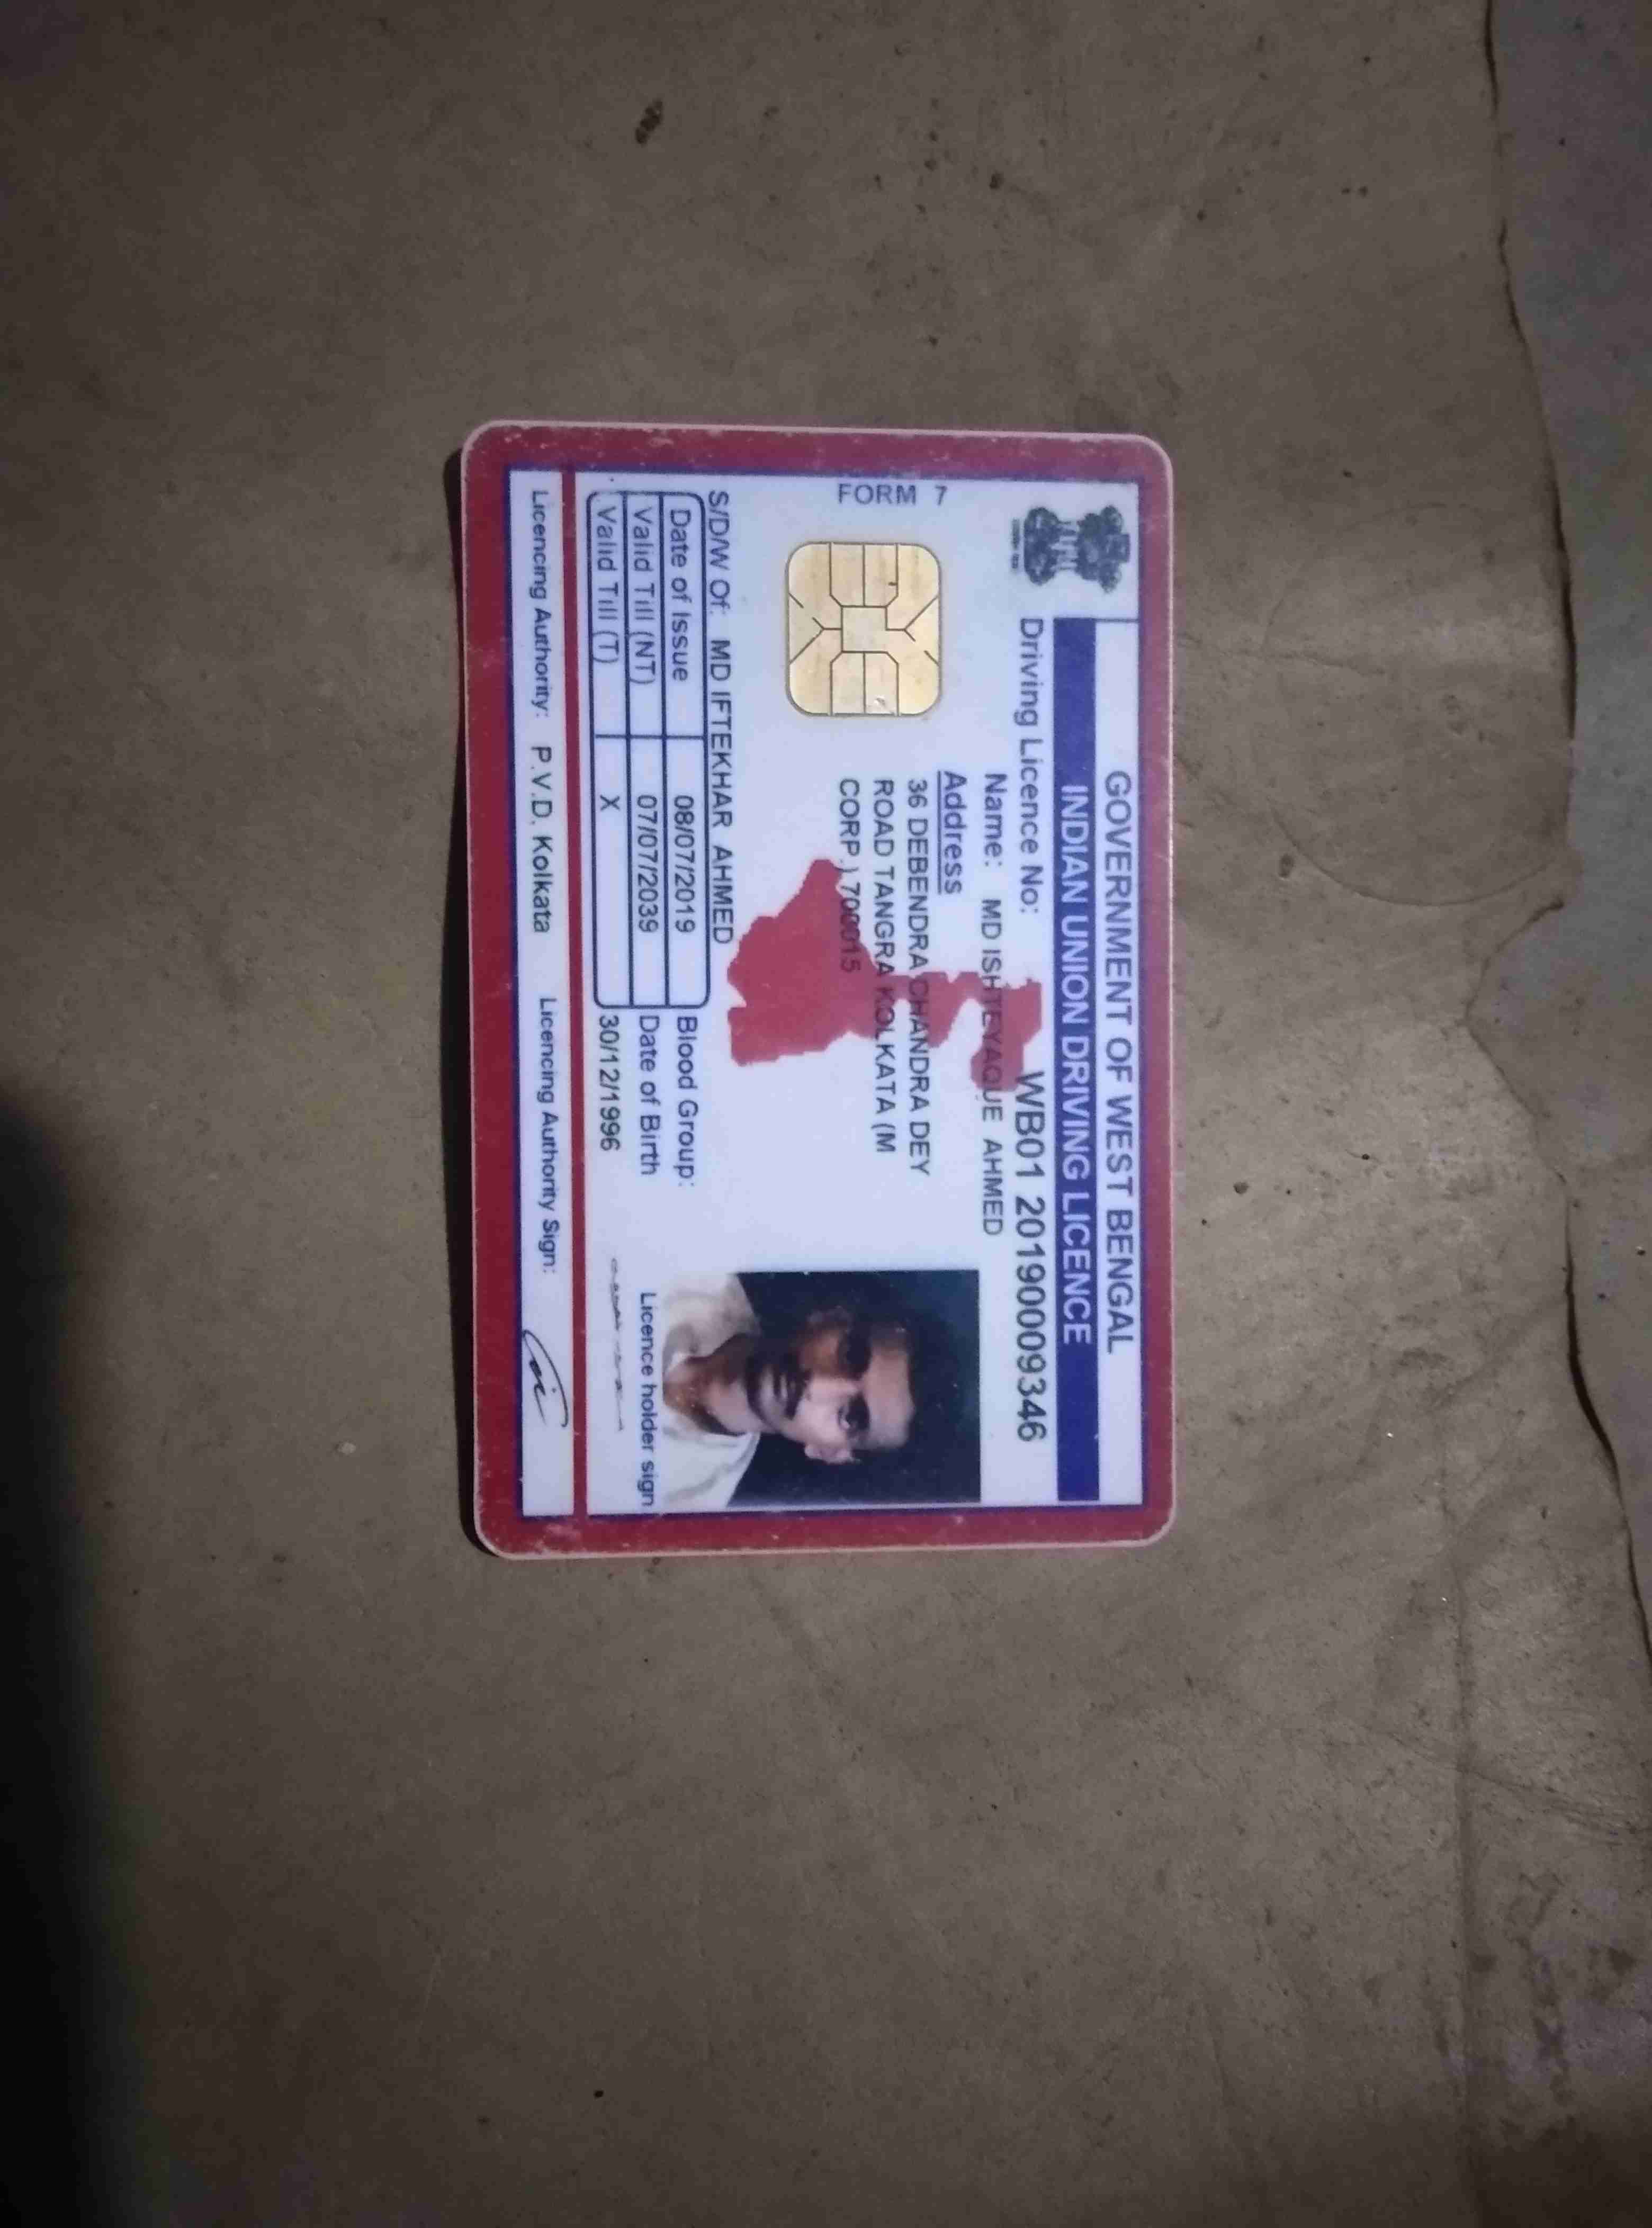 GOVERNMENT OF WEST BENGAL
INDIAN UNION DRIVING LICENCE
Driving Licence No: WB01 20190009346
Name: MD ISHTEYAQUE AHMED
FORM 7
Address
36 DEBENDRA CHANDRA DEY
ROAD TANGRA KOLKATA (M
CORP.) 700015
S/D/W Of: MD IFTEKHAR AHMED
Date of Issue 08/07/2019 Blood Group:
Valid Till (NT) 07/07/2039 Date of Birth
Valid Till (T) X 30/12/1996
Licence holder sign
Licencing Authority: P.V.D. Kolkata Licencing Authority Sign: